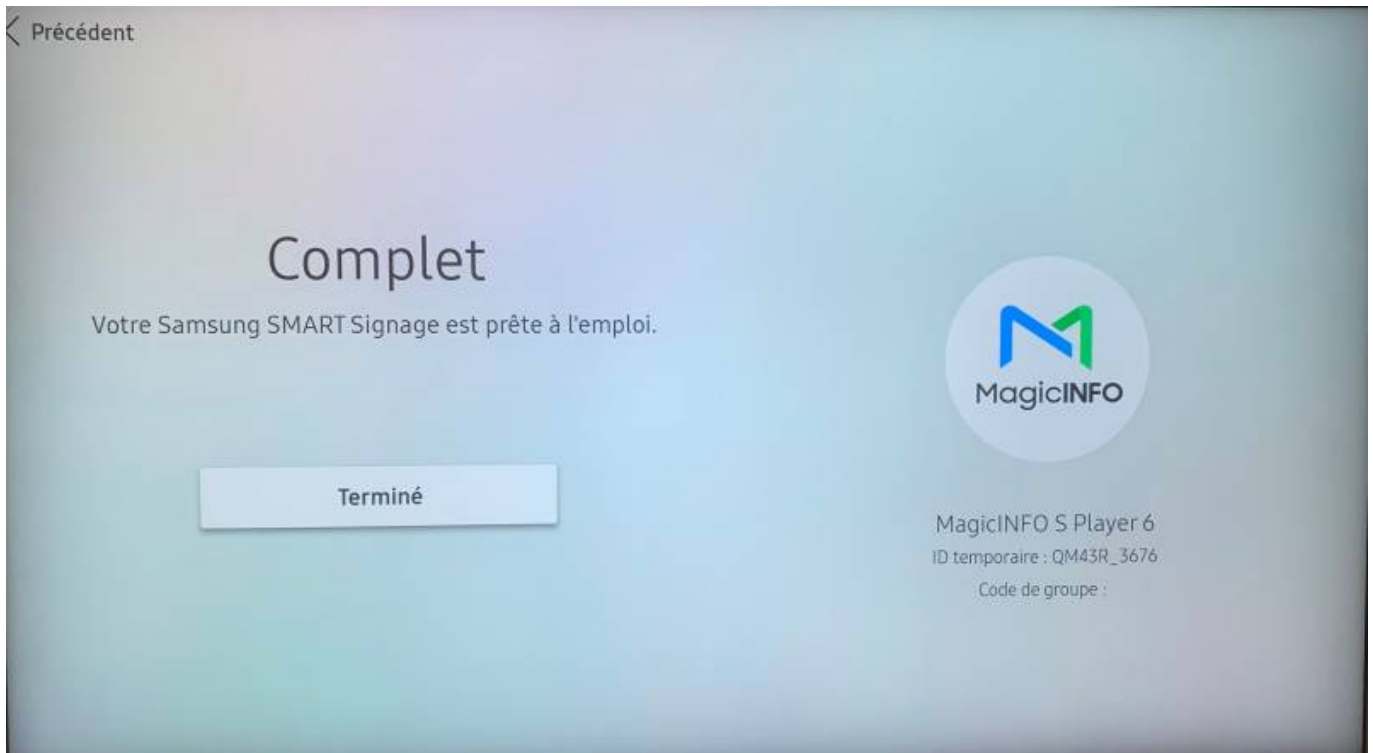 Précédent
Complet
Votre Samsung SMART Signage est prête à l'emploi.
Terminé
MagicINFO
MagicINFO S Player 6
ID temporaire : QM43R_3676
Code de groupe :